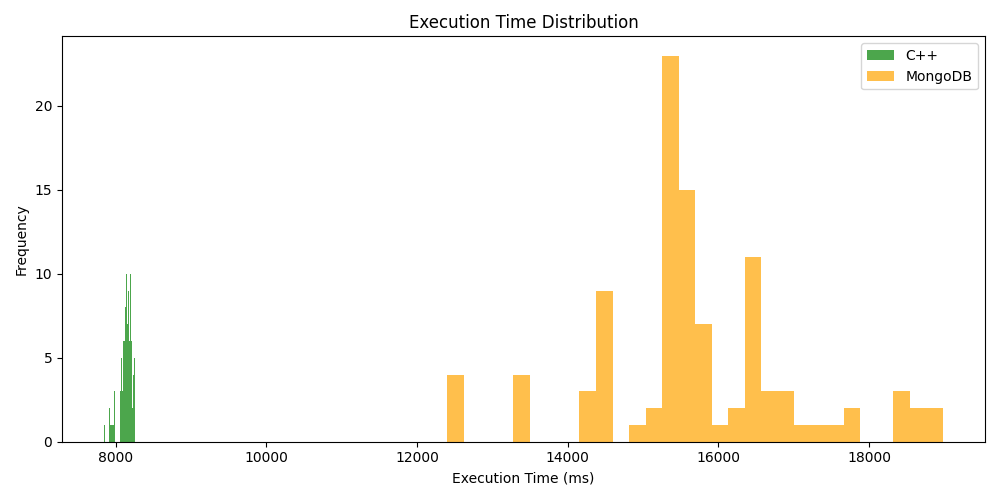 Execution Time Distribution
C++
MongoDB
Frequency
20
15
10
5
0
8000 10000 12000 14000 16000 18000
Execution Time (ms)